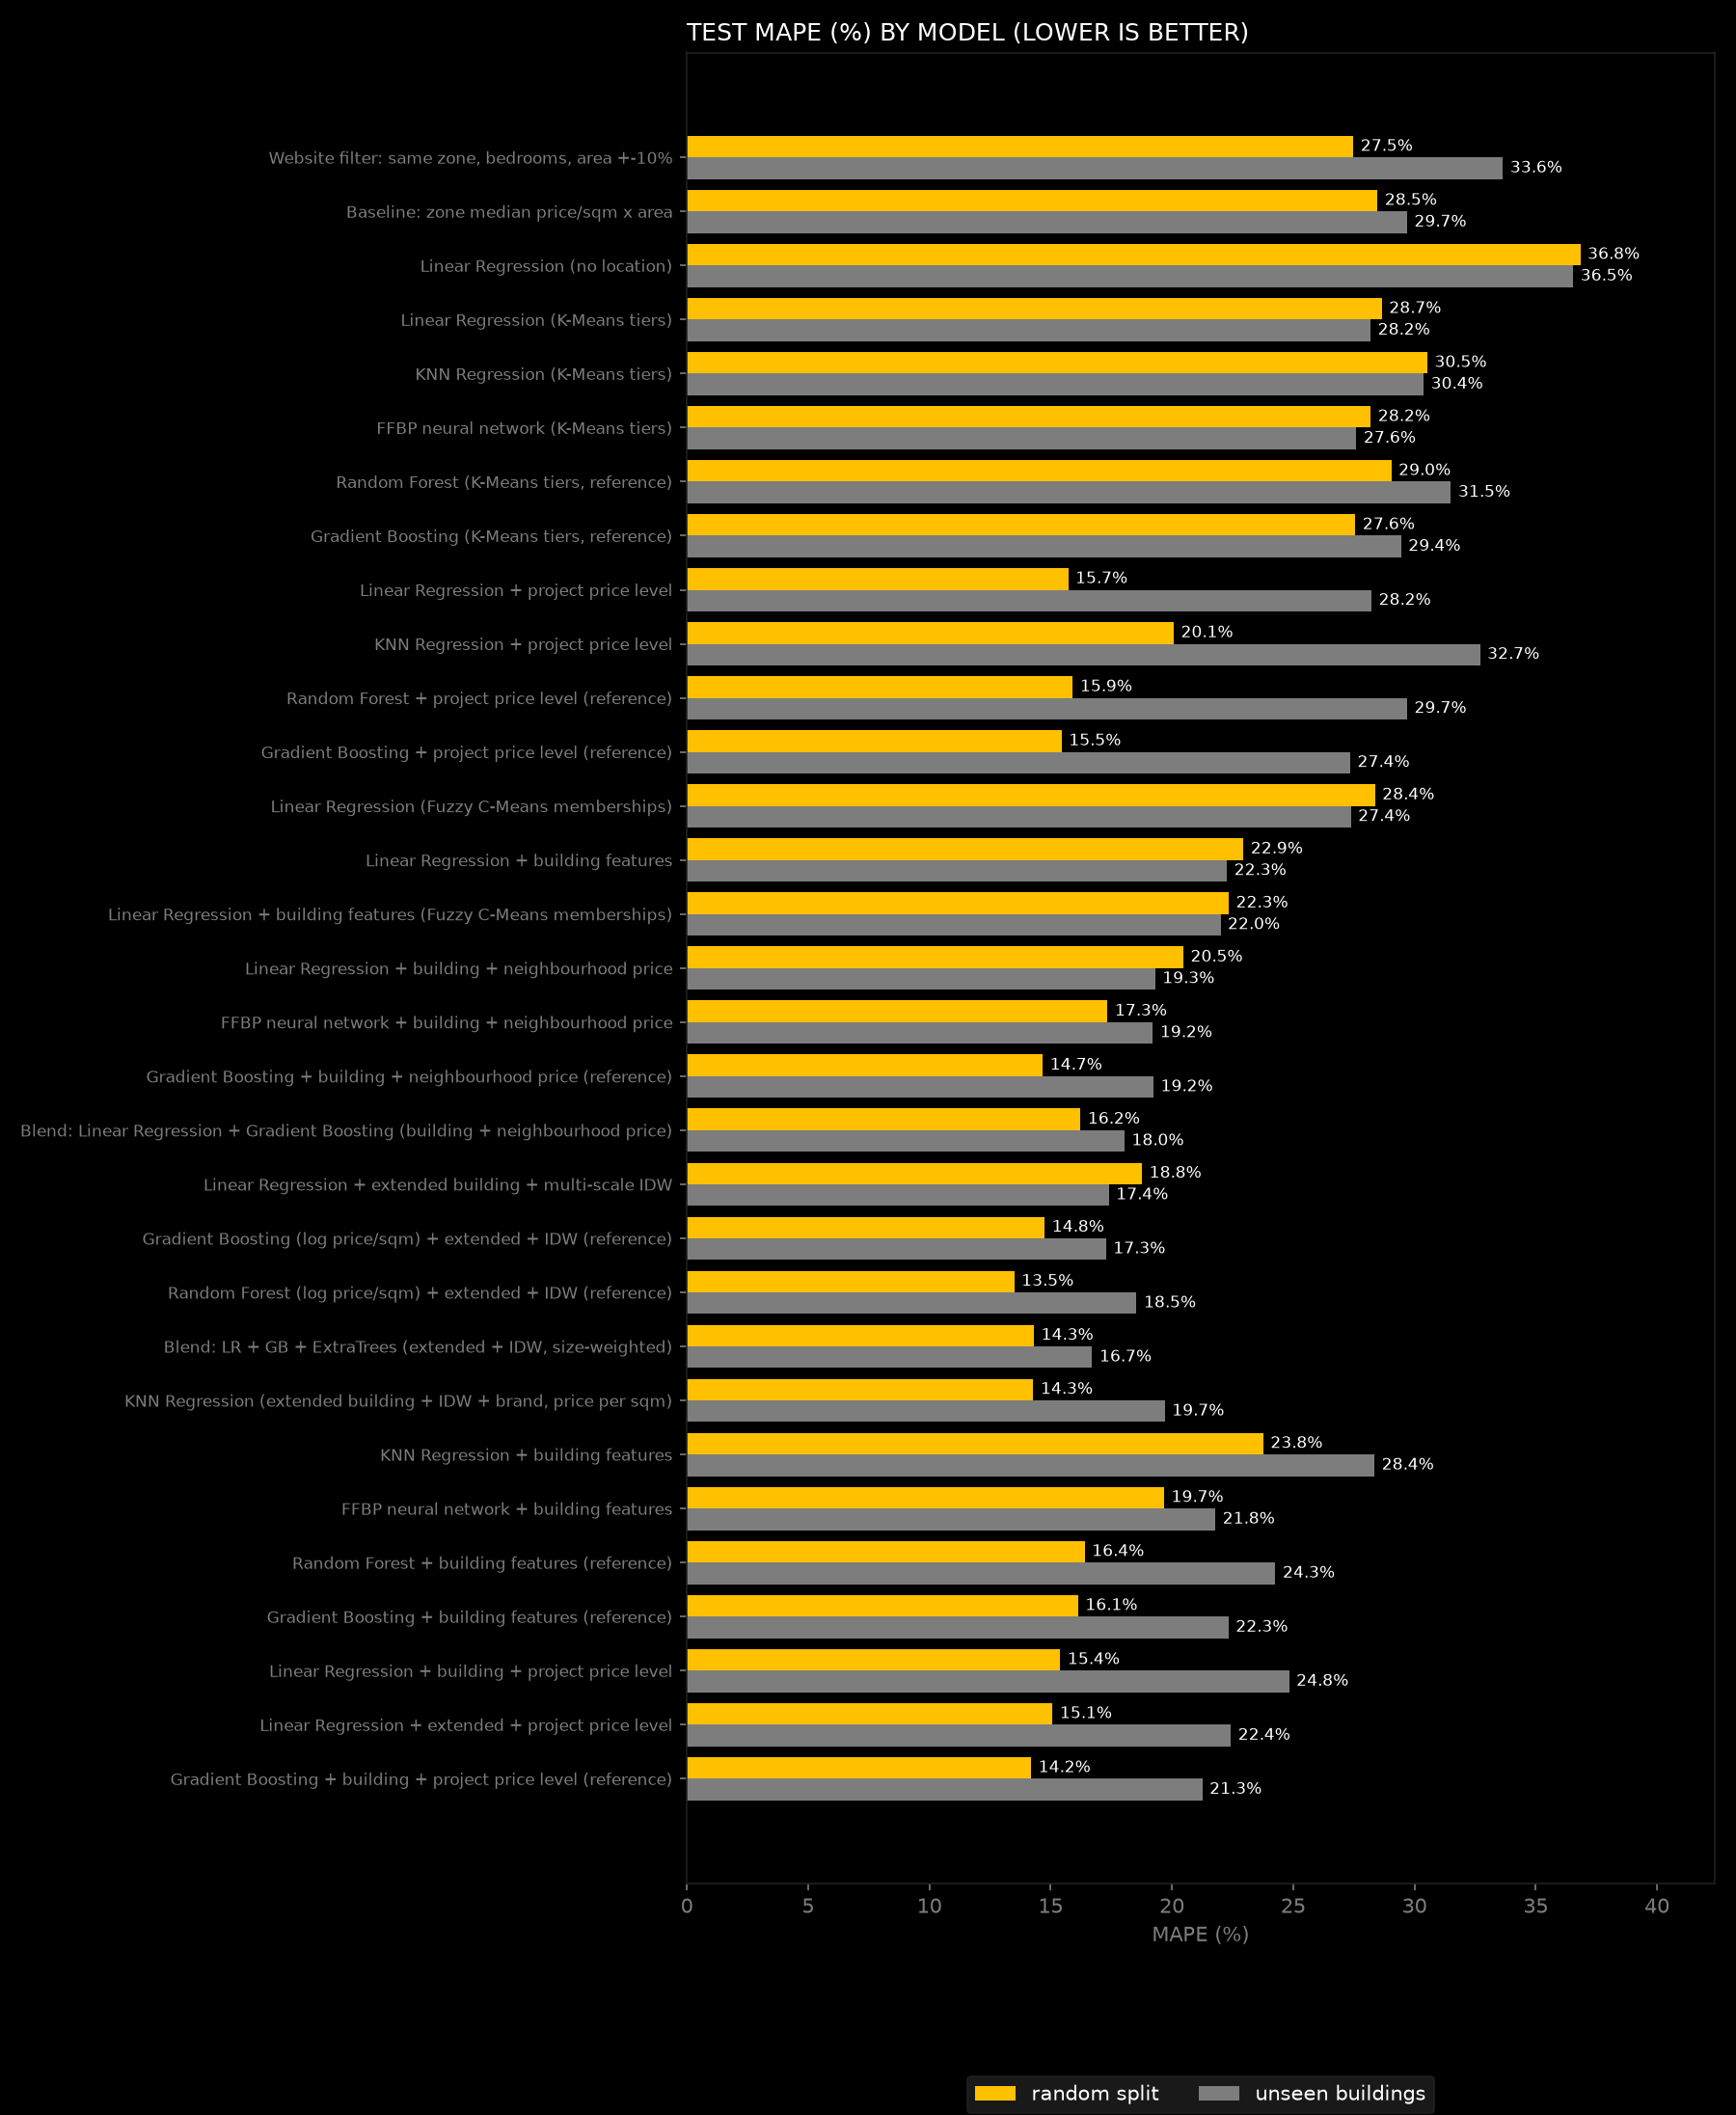 TEST MAPE (%) BY MODEL (LOWER IS BETTER)
Website filter: same zone, bedrooms, area +-10%
27.5%
33.6%
Baseline: zone median price/sqm x area
28.5%
29.7%
Linear Regression (no location)
36.8%
36.5%
Linear Regression (K-Means tiers)
28.7%
28.2%
KNN Regression (K-Means tiers)
30.5%
30.4%
FFBP neural network (K-Means tiers)
28.2%
27.6%
Random Forest (K-Means tiers, reference)
29.0%
31.5%
Gradient Boosting (K-Means tiers, reference)
27.6%
29.4%
Linear Regression + project price level
15.7%
28.2%
KNN Regression + project price level
20.1%
32.7%
Random Forest + project price level (reference)
15.9%
29.7%
Gradient Boosting + project price level (reference)
15.5%
27.4%
Linear Regression (Fuzzy C-Means memberships)
28.4%
27.4%
Linear Regression + building features
22.9%
22.3%
Linear Regression + building features (Fuzzy C-Means memberships)
22.3%
22.0%
Linear Regression + building + neighbourhood price
20.5%
19.3%
FFBP neural network + building + neighbourhood price
17.3%
19.2%
Gradient Boosting + building + neighbourhood price (reference)
14.7%
19.2%
Blend: Linear Regression + Gradient Boosting (building + neighbourhood price)
16.2%
18.0%
Linear Regression + extended building + multi-scale IDW
18.8%
17.4%
Gradient Boosting (log price/sqm) + extended + IDW (reference)
14.8%
17.3%
Random Forest (log price/sqm) + extended + IDW (reference)
13.5%
18.5%
Blend: LR + GB + ExtraTrees (extended + IDW, size-weighted)
14.3%
16.7%
KNN Regression (extended building + IDW + brand, price per sqm)
14.3%
19.7%
KNN Regression + building features
23.8%
28.4%
FFBP neural network + building features
19.7%
21.8%
Random Forest + building features (reference)
16.4%
24.3%
Gradient Boosting + building features (reference)
16.1%
22.3%
Linear Regression + building + project price level
15.4%
24.8%
Linear Regression + extended + project price level
15.1%
22.4%
Gradient Boosting + building + project price level (reference)
14.2%
21.3%
0 5 10 15 20 25 30 35 40
MAPE (%)
random split unseen buildings